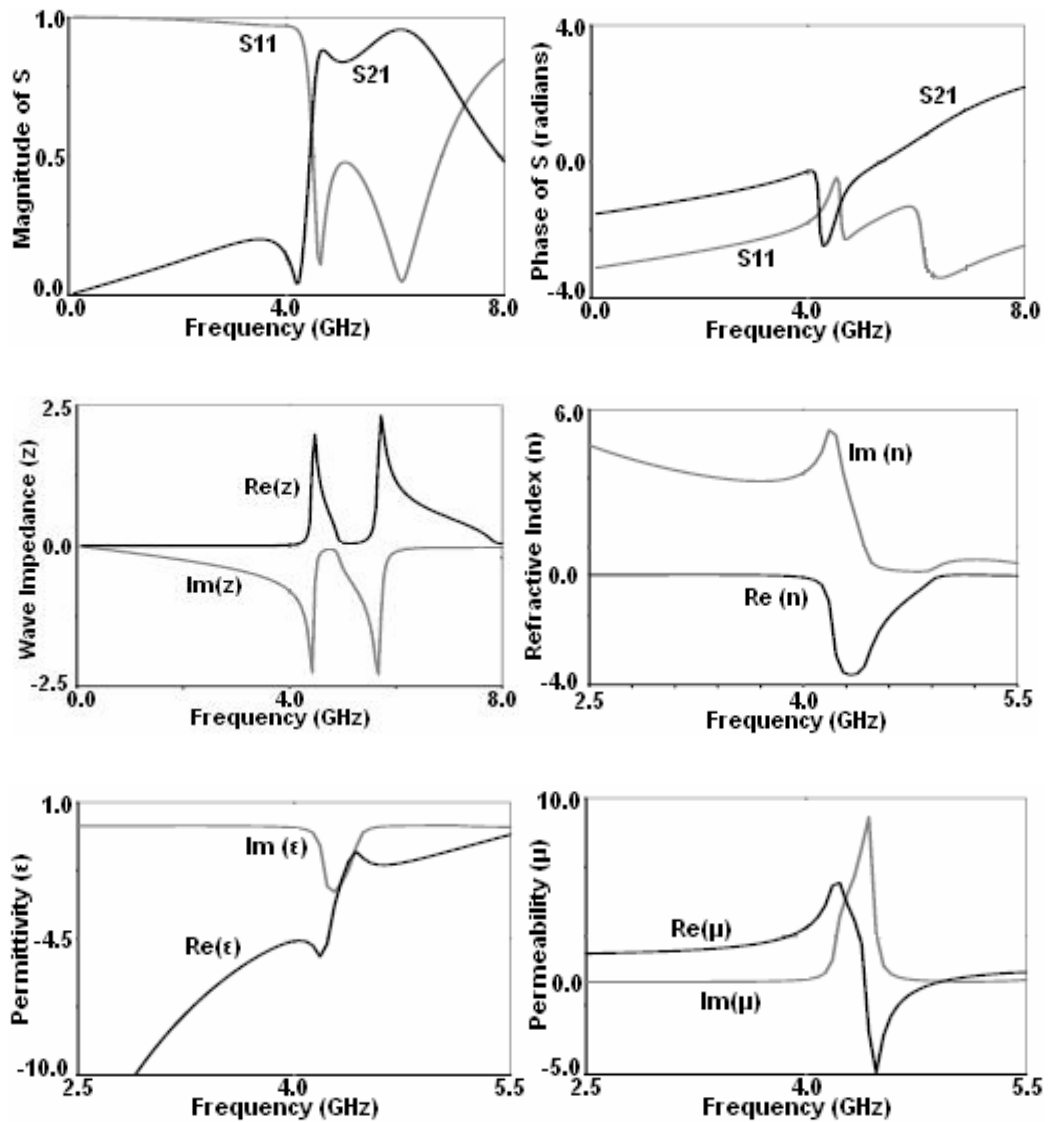 Magnitude of S
1.0
0.5
0.0
S11
S21
0.0 4.0 8.0
Frequency (GHz)
Phase of S (radians)
4.0
0.0
-4.0
S21
S11
0.0 4.0 8.0
Frequency (GHz)
Wave Impedance (z)
2.5
0.0
-2.5
Re(z)
Im(z)
0.0 4.0 8.0
Frequency (GHz)
Refractive Index (n)
6.0
0.0
-4.0
Im (n)
Re (n)
2.5 4.0 5.5
Frequency (GHz)
Permittivity (ε)
1.0
-4.5
-10.0
Im (ε)
Re(ε)
2.5 4.0 5.5
Frequency (GHz)
Permeability (μ)
10.0
0.0
-5.0
Re(μ)
Im(μ)
2.5 4.0 5.5
Frequency (GHz)